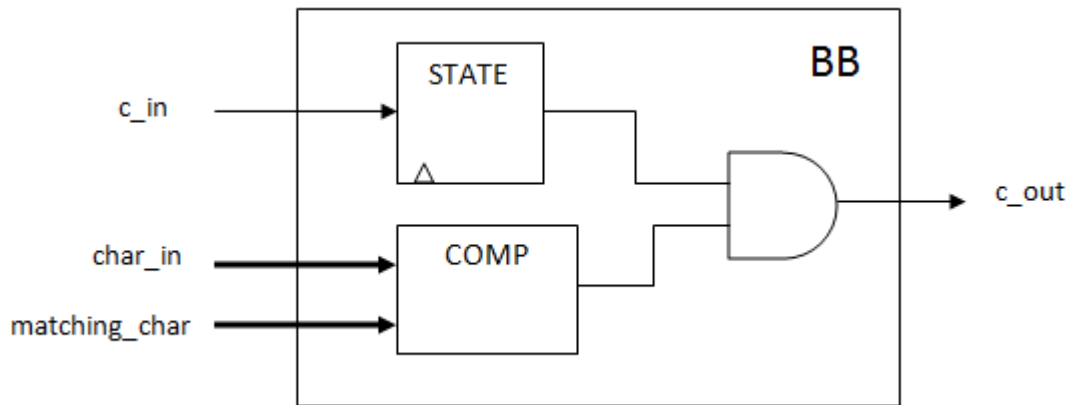 BB
STATE
c_in
c_out
char_in
COMP
matching_char